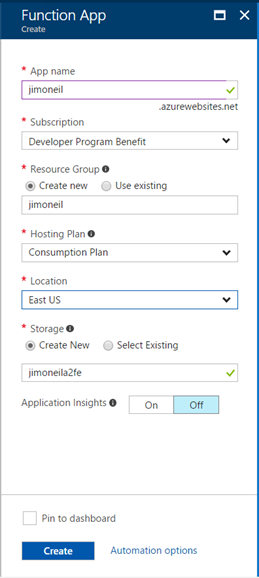 Function App
Create
* App name
jimoneil
.azurewebsites.net
* Subscription
Developer Program Benefit
* Resource Group
Create new Use existing
jimoneil
* Hosting Plan
Consumption Plan
* Location
East US
* Storage
Create New Select Existing
jimoneila2fe
Application Insights On Off
Pin to dashboard
Create Automation options